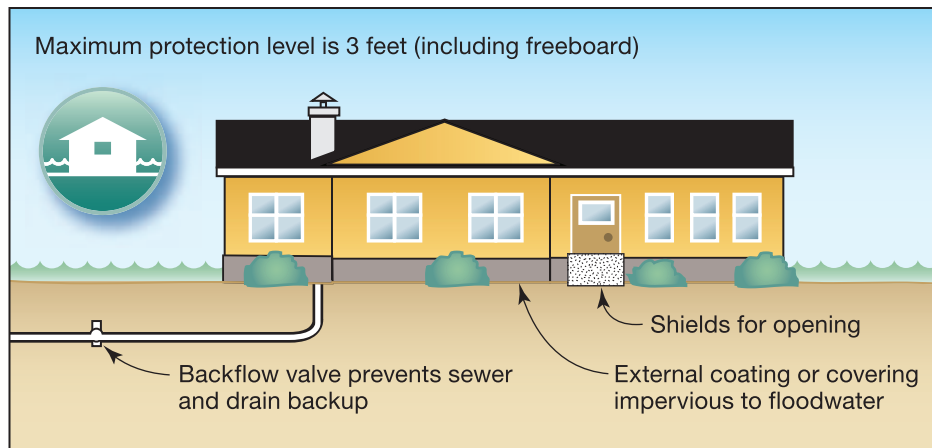 Maximum protection level is 3 feet (including freeboard)
Shields for opening
Backflow valve prevents sewer
and drain backup
External coating or covering
impervious to floodwater